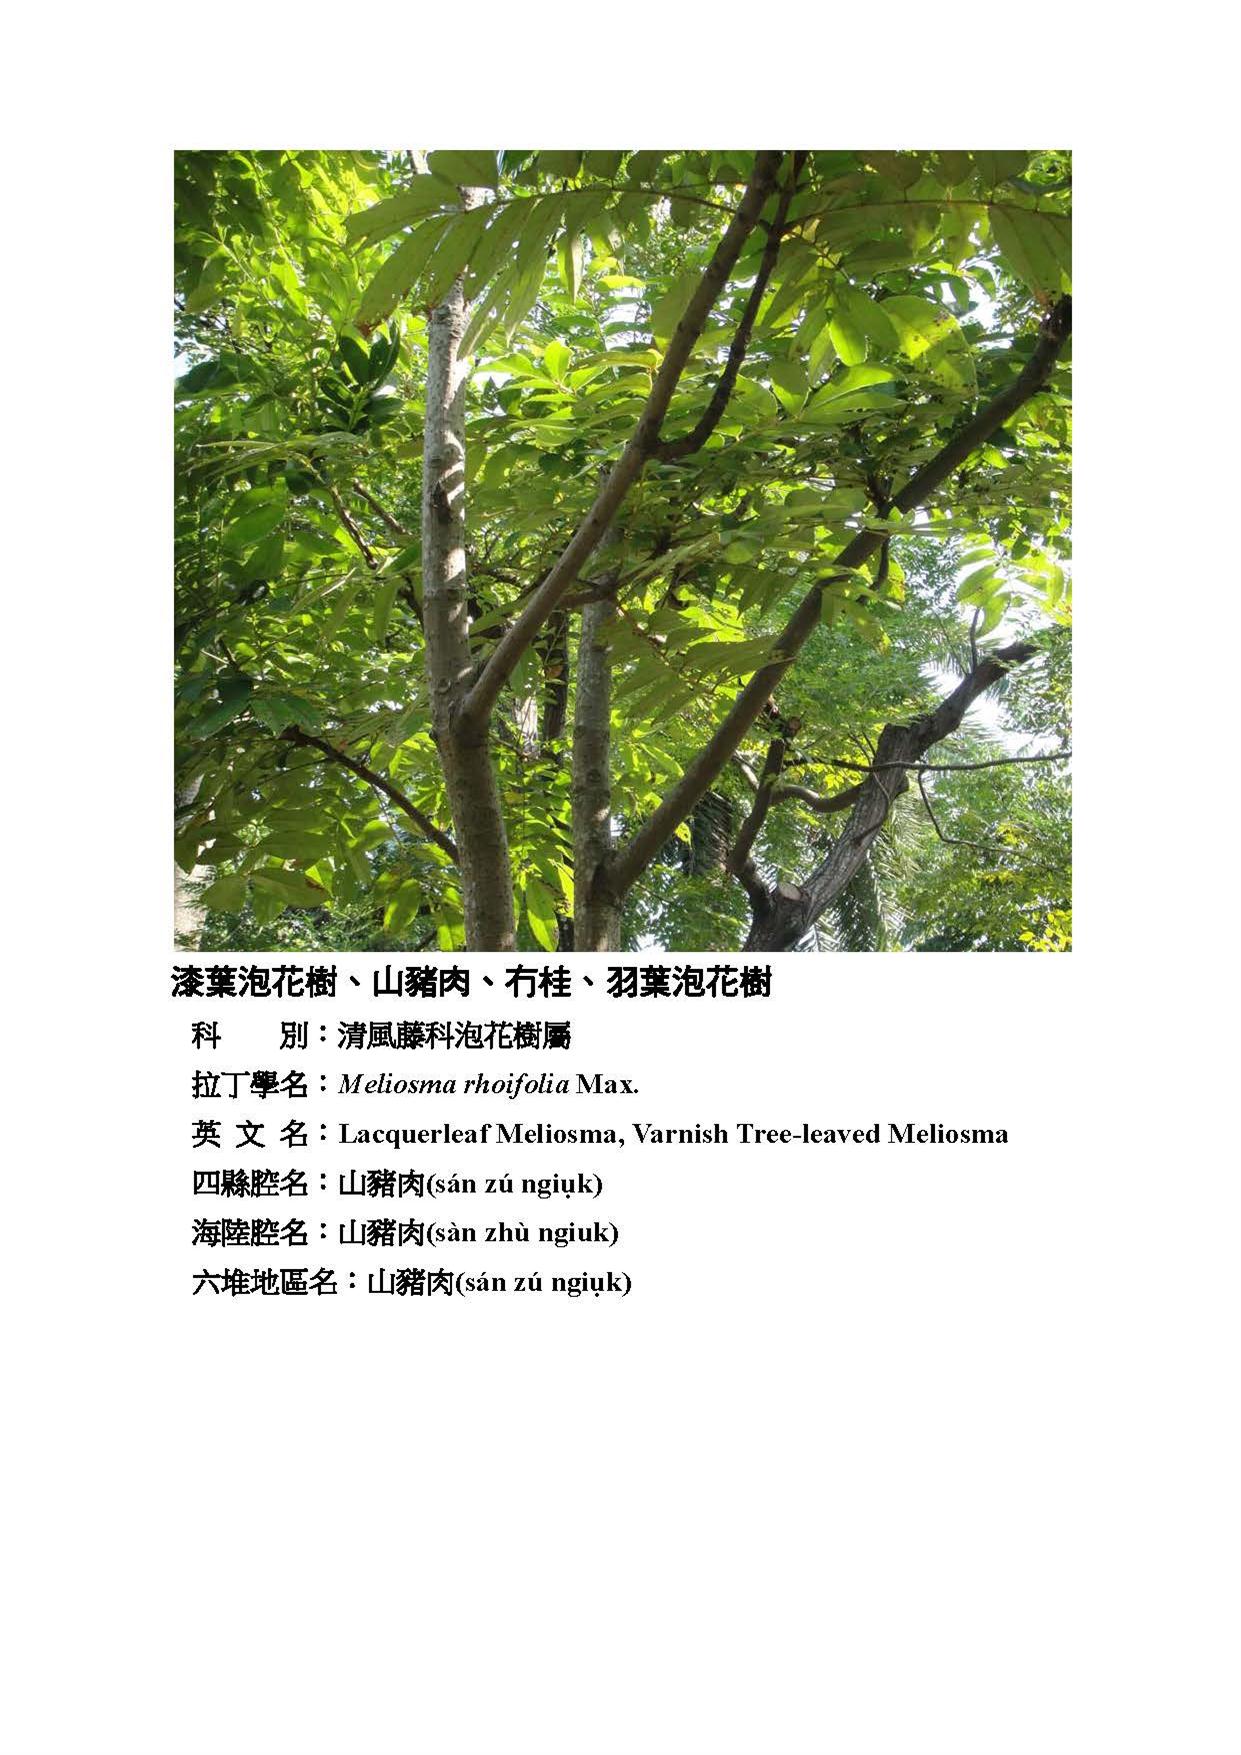 漆葉泡花樹、山豬肉、冇桂、羽葉泡花樹
科　　別：清風藤科泡花樹屬
拉丁學名：Meliosma rhoifolia Max.
英 文 名：Lacquerleaf Meliosma, Varnish Tree-leaved Meliosma
四縣腔名：山豬肉(sán zú ngiụk)
海陸腔名：山豬肉(sàn zhù ngiuk)
六堆地區名：山豬肉(sán zú ngiụk)